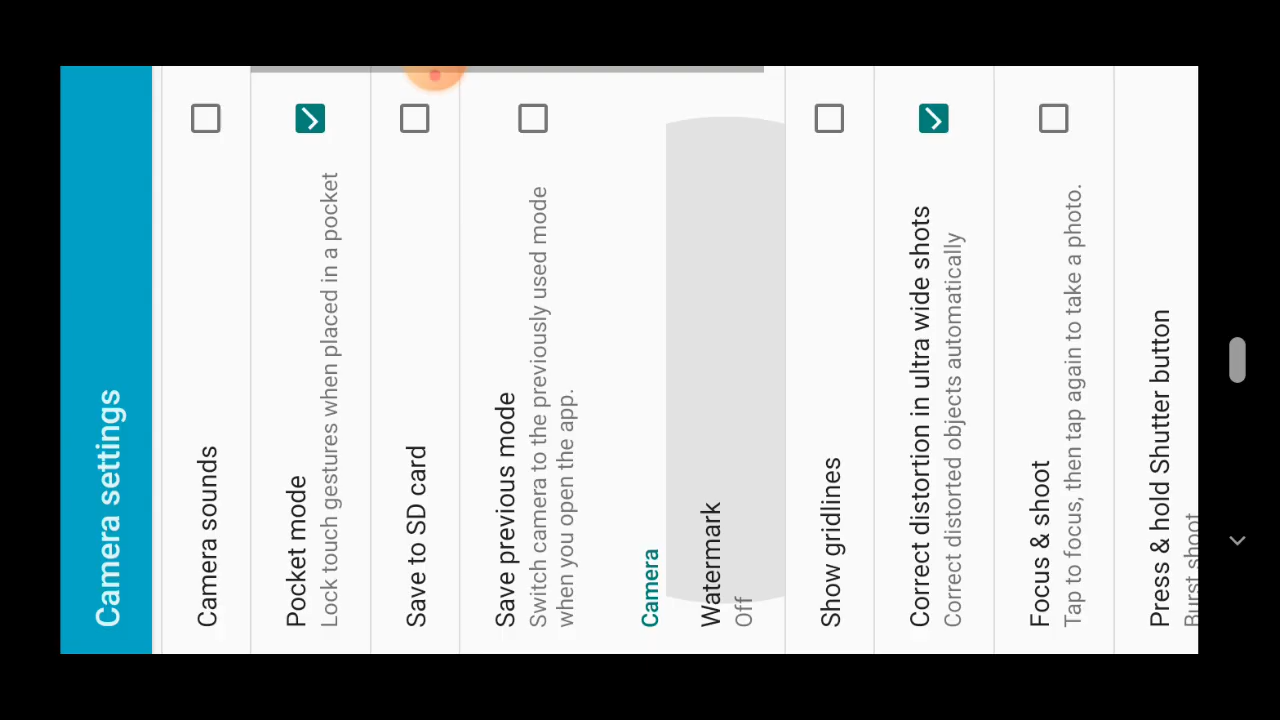 Camera settings
Camera sounds
Pocket mode
Lock touch gestures when placed in a pocket
Save to SD card
Save previous mode
Switch camera to the previously used mode
when you open the app.
Camera
Watermark
Off
Show gridlines
Correct distortion in ultra wide shots
Correct distorted objects automatically
Focus & shoot
Tap to focus, then tap again to take a photo.
Press & hold Shutter button
Burst shoot